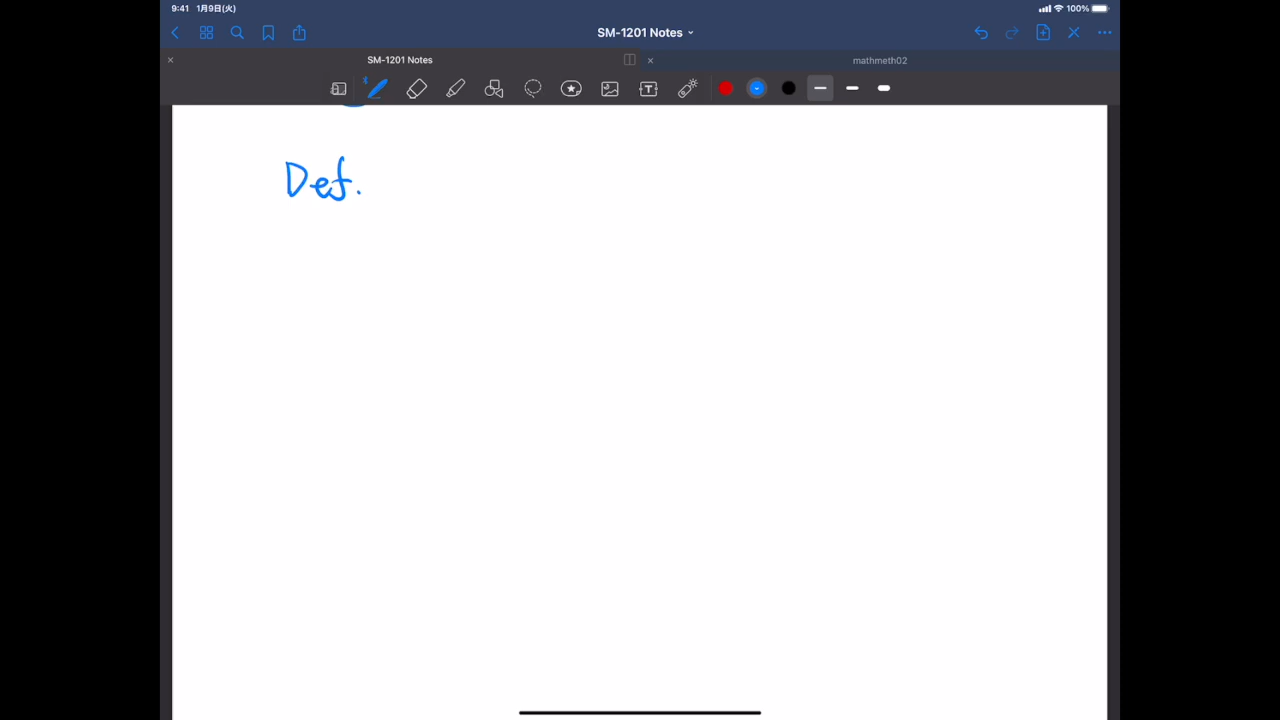 9:41 1月9日(火) 100%
SM-1201 Notes
SM-1201 Notes mathmeth02
Def.